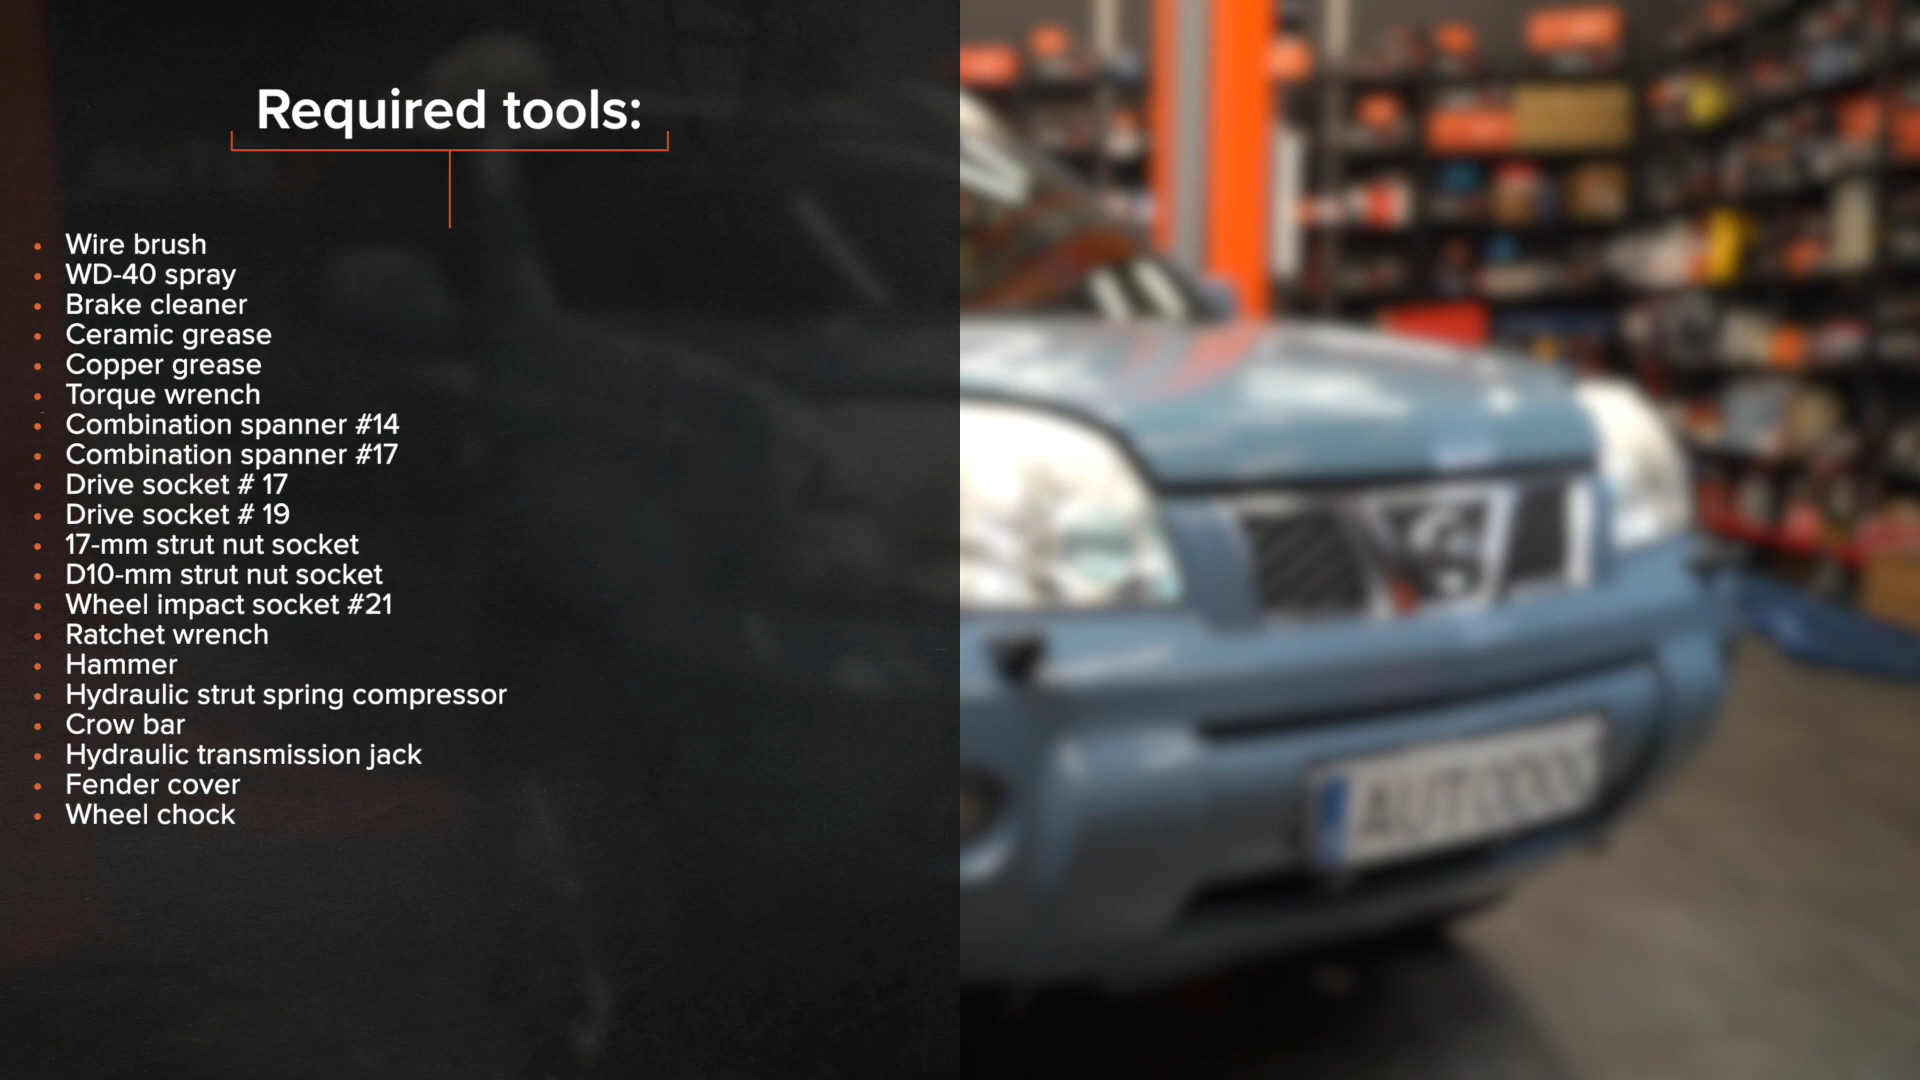 Required tools:
Wire brush
WD-40 spray
Brake cleaner
Ceramic grease
Copper grease
Torque wrench
Combination spanner #14
Combination spanner #17
Drive socket # 17
Drive socket # 19
17-mm strut nut socket
D10-mm strut nut socket
Wheel impact socket #21
Ratchet wrench
Hammer
Hydraulic strut spring compressor
Crow bar
Hydraulic transmission jack
Fender cover
Wheel chock